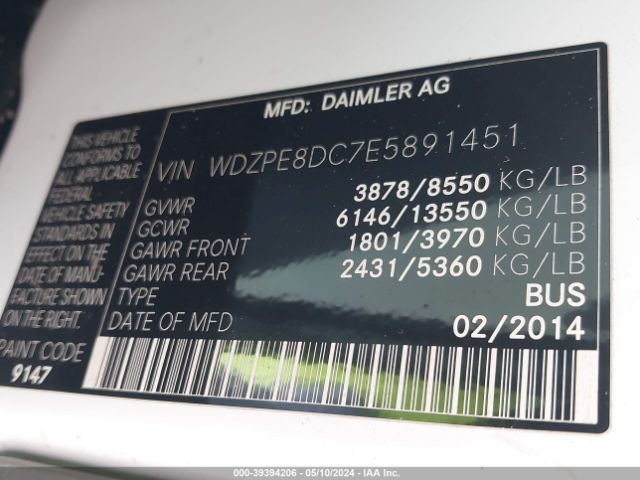 MFD: DAIMLER AG
THIS VEHICLE
CONFORMS TO
ALL APPLICABLE
FEDERAL
VEHICLE SAFETY
STANDARDS IN
EFFECT ON THE
DATE OF MANU-
FACTURE SHOWN
ON THE RIGHT.
PAINT CODE
9147
VIN WDZPE8DC7E5891451
GVWR 3878/8550 KG/LB
GCWR 6146/13550 KG/LB
GAWR FRONT 1801/3970 KG/LB
GAWR REAR 2431/5360 KG/LB
TYPE BUS
DATE OF MFD 02/2014
000-39394206 - 05/10/2024 - IAA Inc.